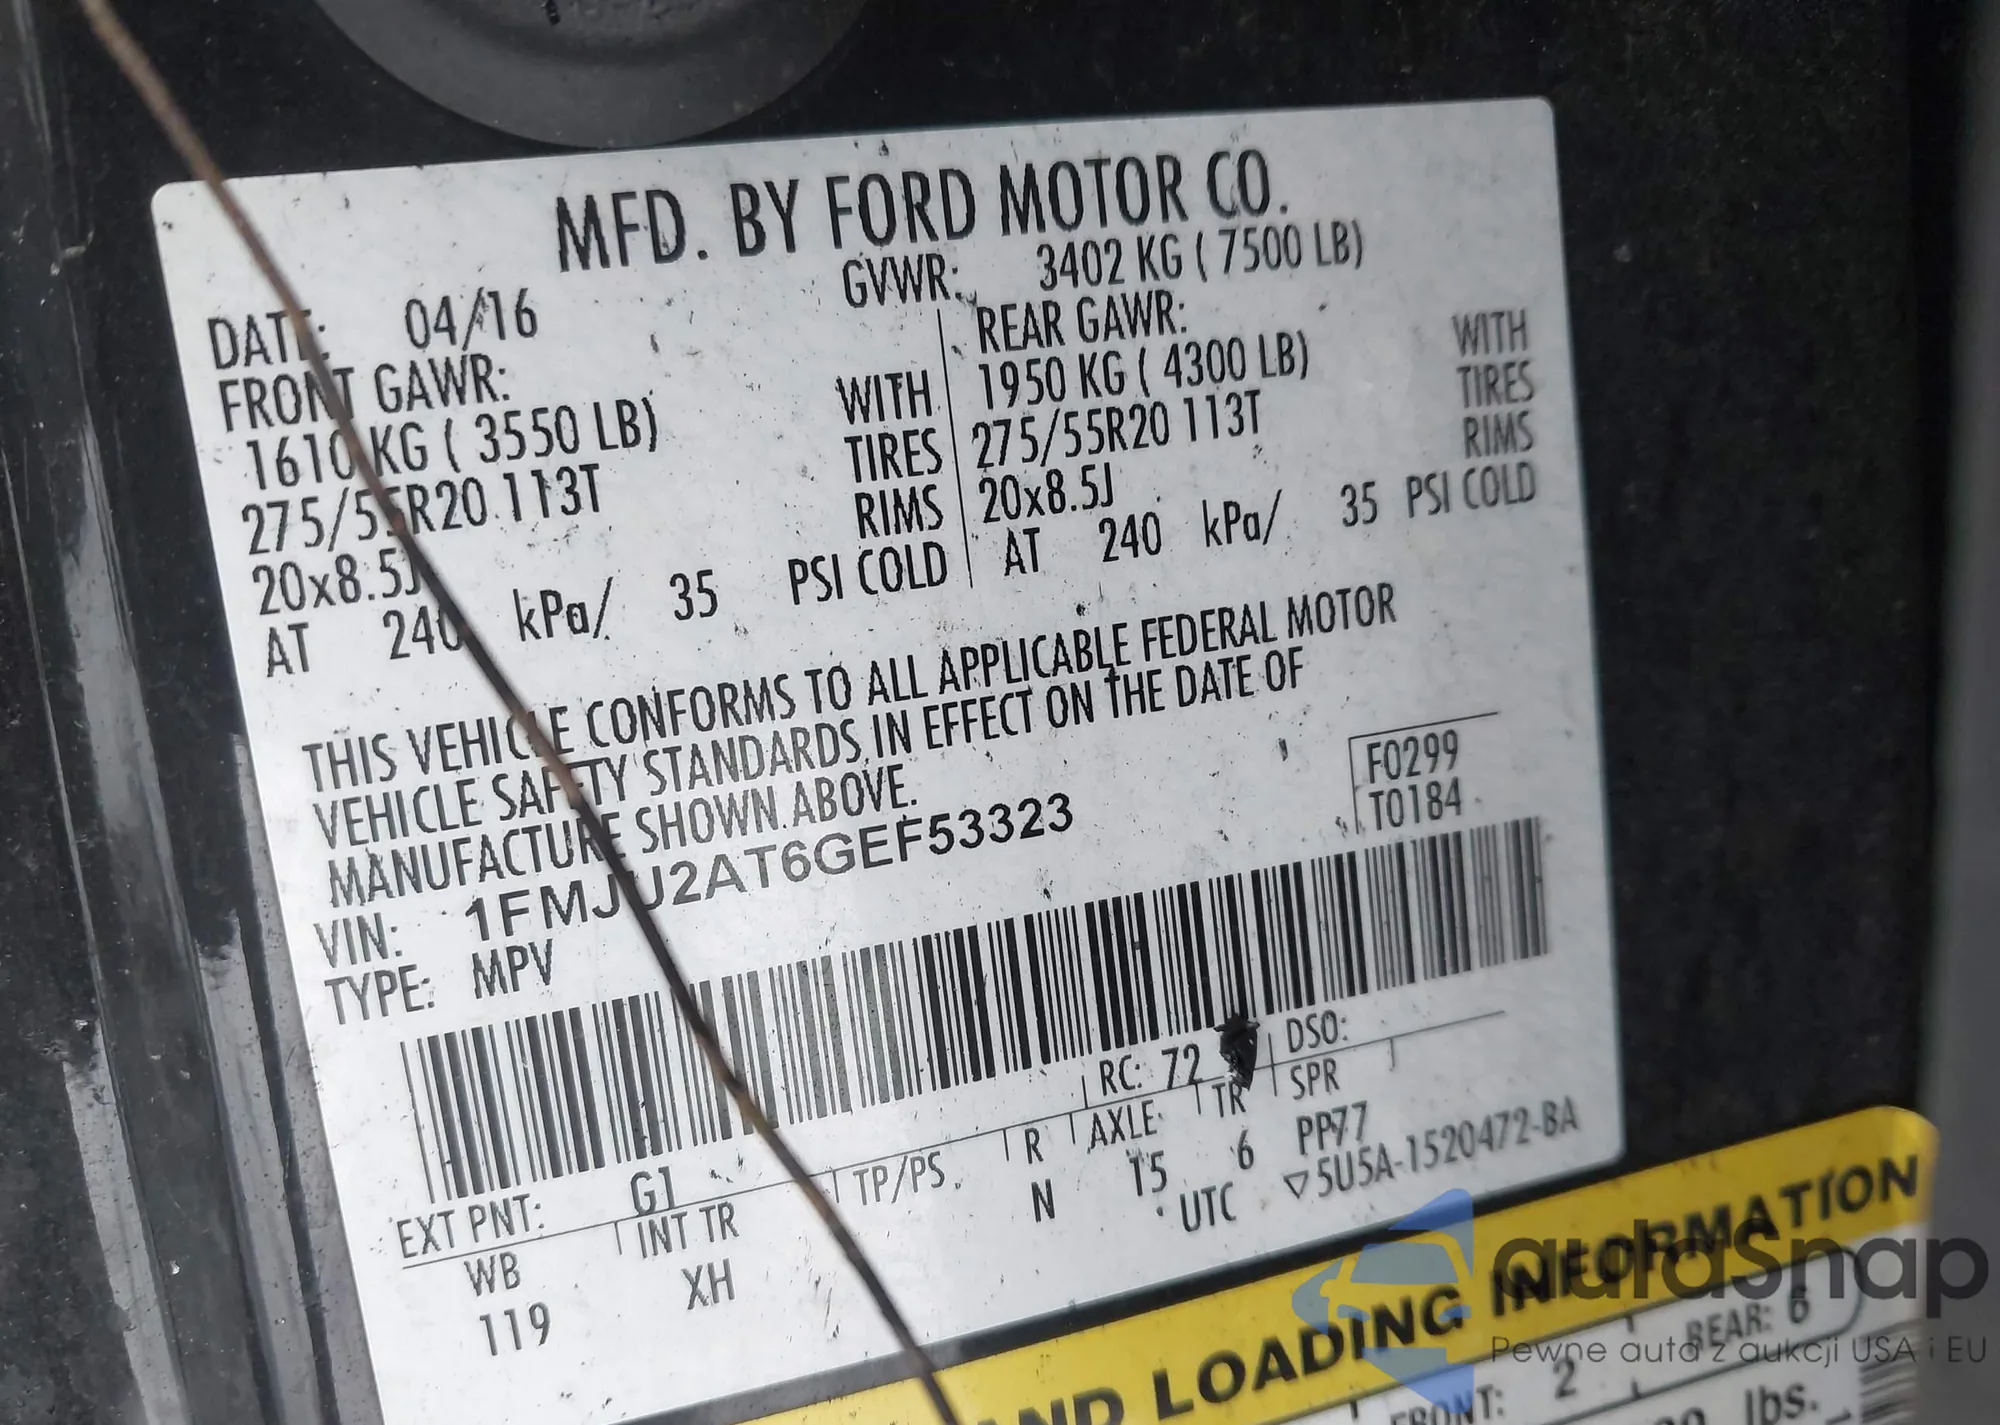 MFD. BY FORD MOTOR CO.
DATE: 04/16 GVWR: 3402 KG ( 7500 LB)
FRONT GAWR: REAR GAWR:
1610 KG ( 3550 LB) WITH 1950 KG ( 4300 LB) WITH
275/55R20 113T TIRES 275/55R20 113T TIRES
20x8.5J RIMS 20x8.5J RIMS
AT 240 kPa/ 35 PSI COLD AT 240 kPa/ 35 PSI COLD
THIS VEHICLE CONFORMS TO ALL APPLICABLE FEDERAL MOTOR
VEHICLE SAFETY STANDARDS IN EFFECT ON THE DATE OF
MANUFACTURE SHOWN ABOVE.
VIN: 1FMJU2AT6GEF53323
TYPE: MPV
F0299
T0184
EXT PNT: G1 RC: 72 DSO:
WB INT TR TP/PS R AXLE TR SPR
119 XH N T5 6 PP77
UTC ▽5U5A-1520472-BA
AND LOADING INFORMATION
FRONT: 2 REAR: 6
lbs.
autaSnap
Pewne auta z aukcji USA i EU